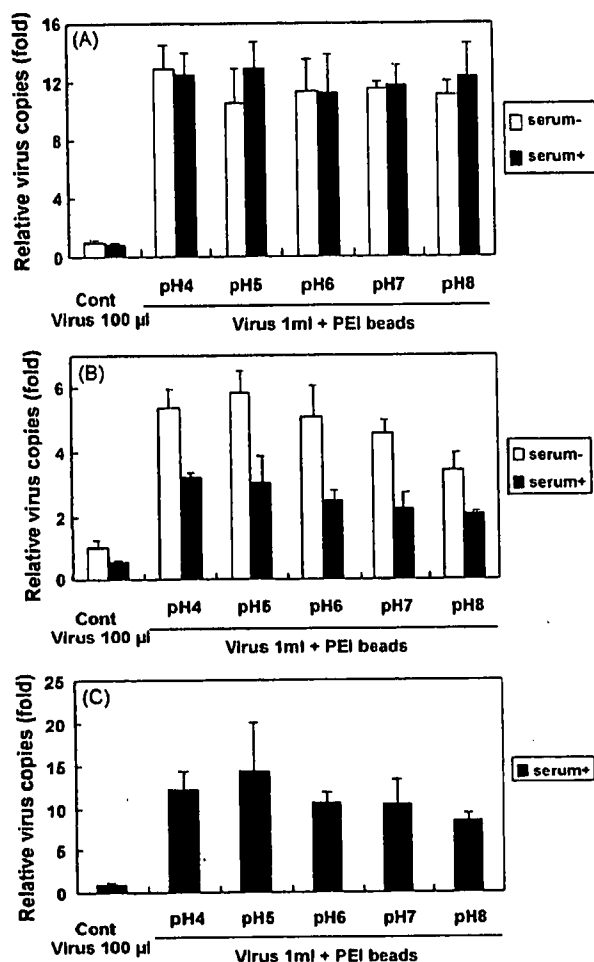 (A)
Relative virus copies (fold)
16
12
8
4
0
serum-
serum+
pH4 pH5 pH6 pH7 pH8
Cont
Virus 100 µl
Virus 1ml + PEI beads
(B)
Relative virus copies (fold)
6
4
2
0
serum-
serum+
pH4 pH5 pH6 pH7 pH8
Cont
Virus 100 µl
Virus 1ml + PEI beads
(C)
Relative virus copies (fold)
25
20
15
10
5
0
serum+
pH4 pH5 pH6 pH7 pH8
Cont
Virus 100 µl
Virus 1ml + PEI beads